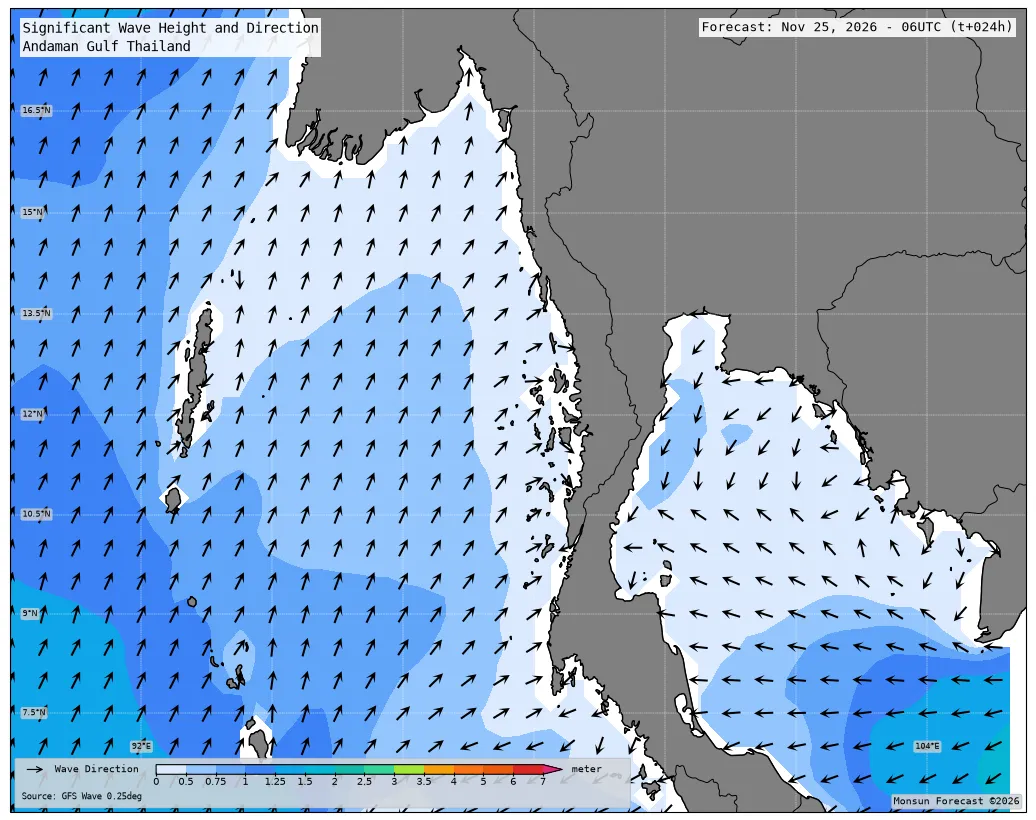 Significant Wave Height and Direction
Andaman Gulf Thailand
Forecast: Nov 25, 2026 - 06UTC (t+024h)
16.5°N
15°N
13.5°N
12°N
10.5°N
9°N
7.5°N
92°E
104°E
Wave Direction
0 0.5 0.75 1 1.25 1.5 2 2.5 3 3.5 4 5 6 7
meter
Source: GFS Wave 0.25deg
Monsun Forecast ©2026